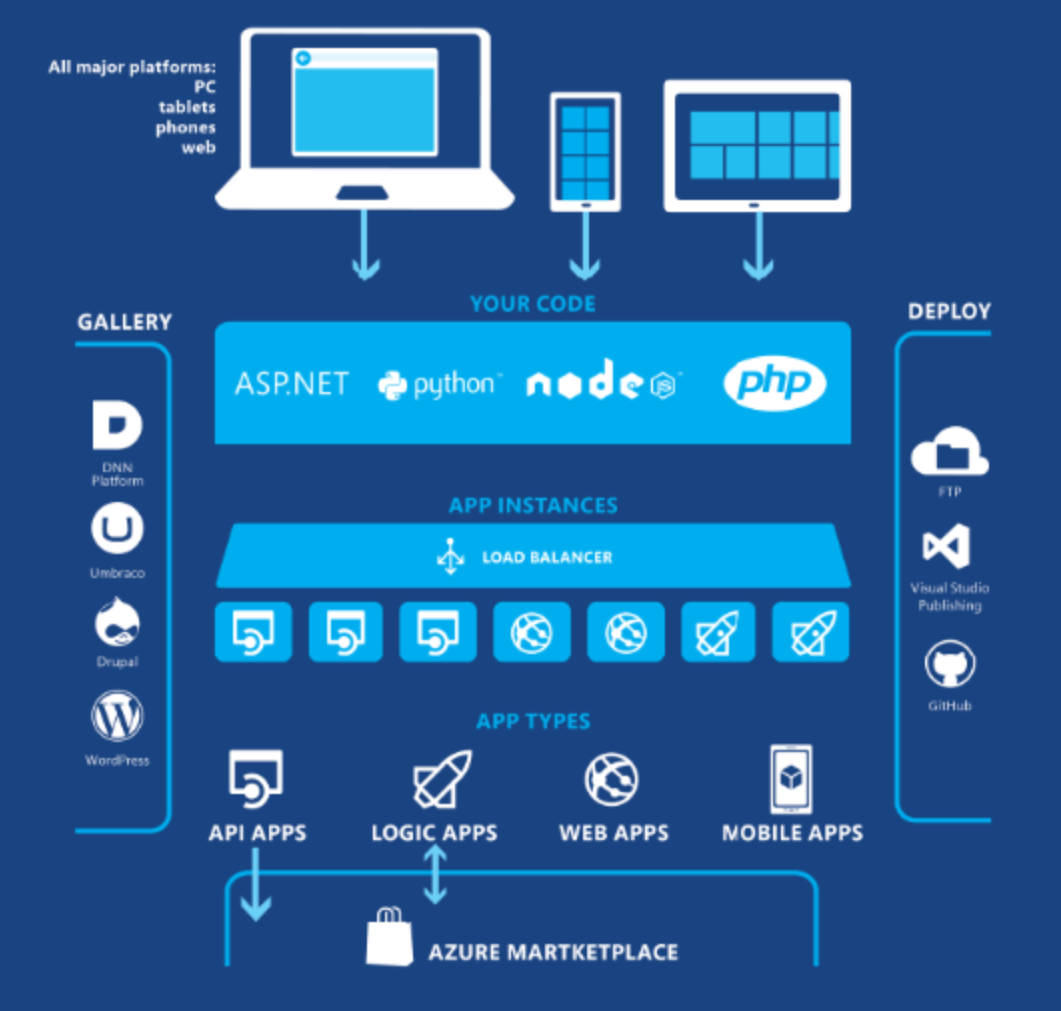 All major platforms:
PC
tablets
phones
web
YOUR CODE
GALLERY
DEPLOY
ASP.NET
python™
node JS™
php
DNN
Platform
Umbraco
Drupal
WordPress
APP INSTANCES
LOAD BALANCER
FTP
Visual Studio
Publishing
GitHub
APP TYPES
API APPS
LOGIC APPS
WEB APPS
MOBILE APPS
AZURE MARTKETPLACE